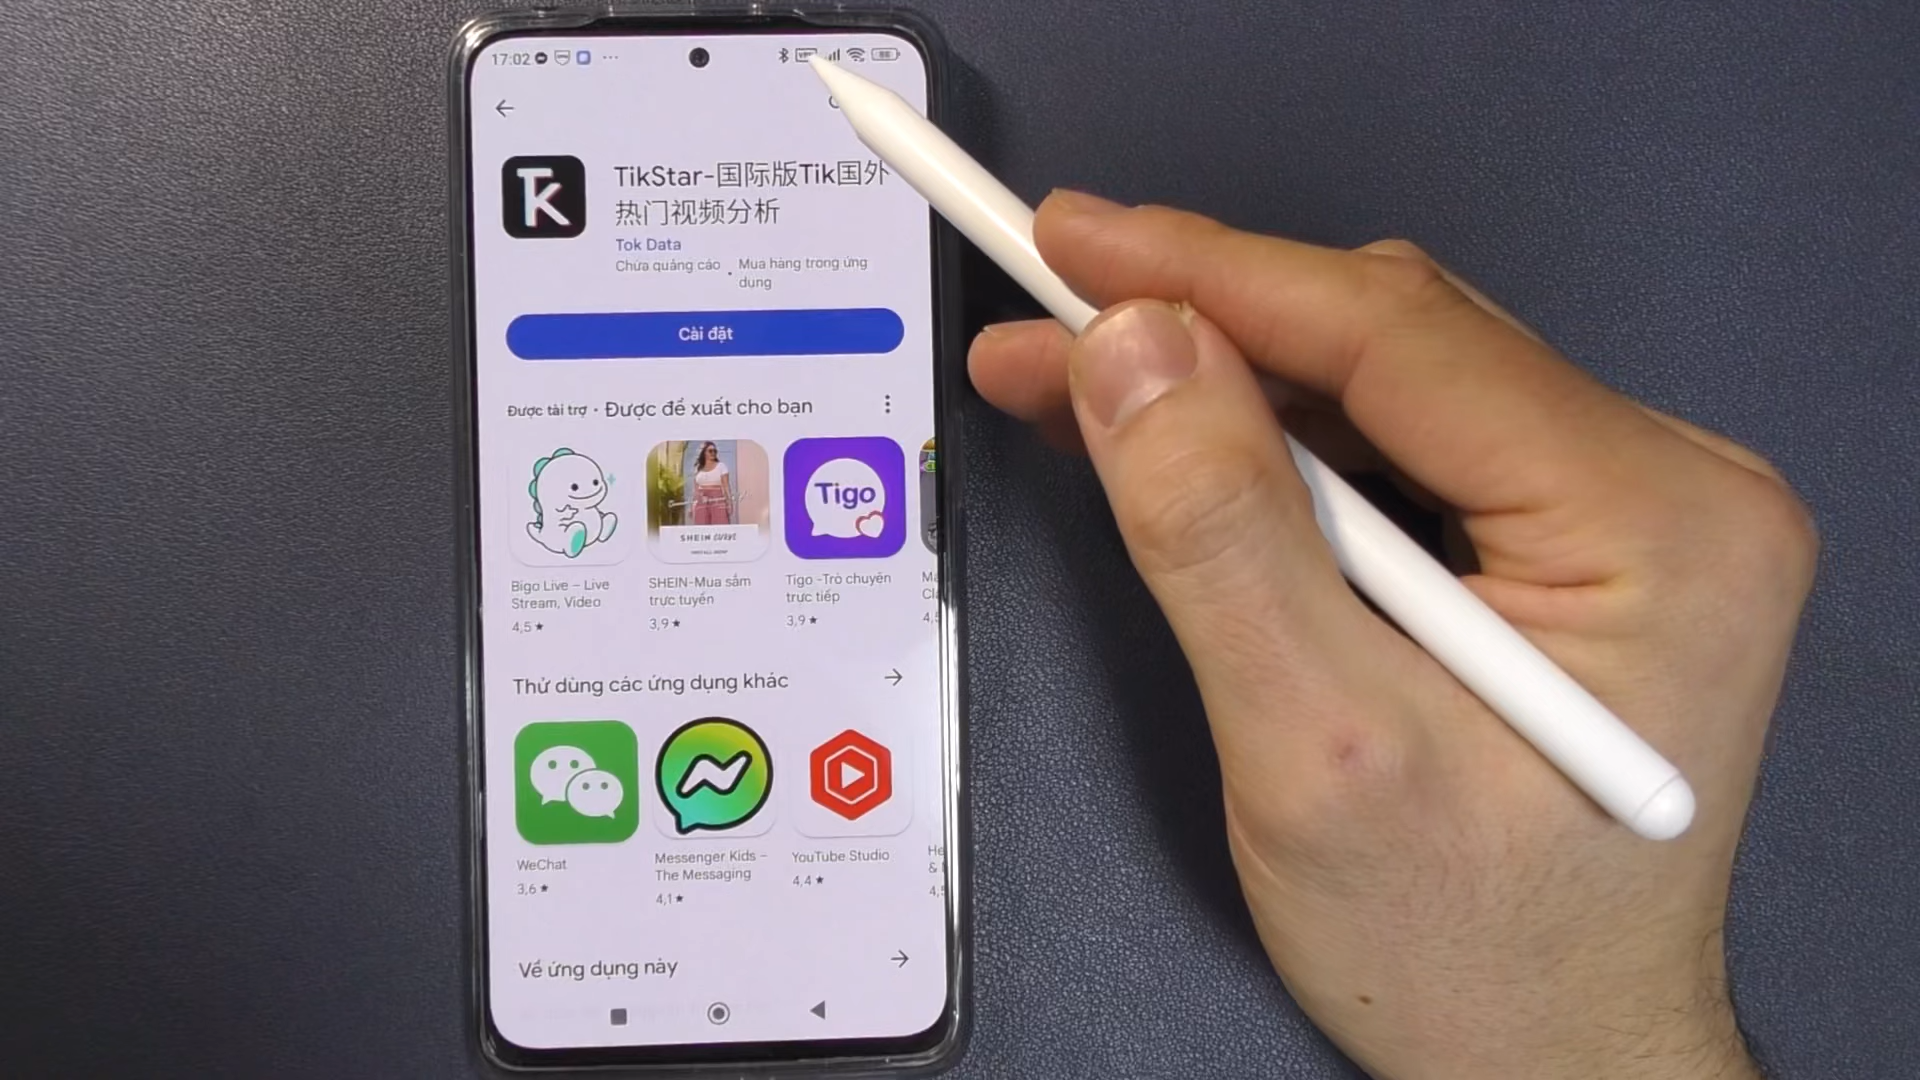 17:02
TikStar-国际版Tik国外
热门视频分析
Tok Data
Chứa quảng cáo · Mua hàng trong ứng
dụng
Cài đặt
Được tài trợ · Được đề xuất cho bạn
Tigo
SHEIN CURVE
Bigo Live – Live
Stream, Video
4,5★
SHEIN-Mua sắm
trực tuyến
3,9★
Tigo -Trò chuyện
trực tiếp
3,9★
Thử dùng các ứng dụng khác
WeChat
3,6★
Messenger Kids –
The Messaging
4,1★
YouTube Studio
4,4★
Về ứng dụng này